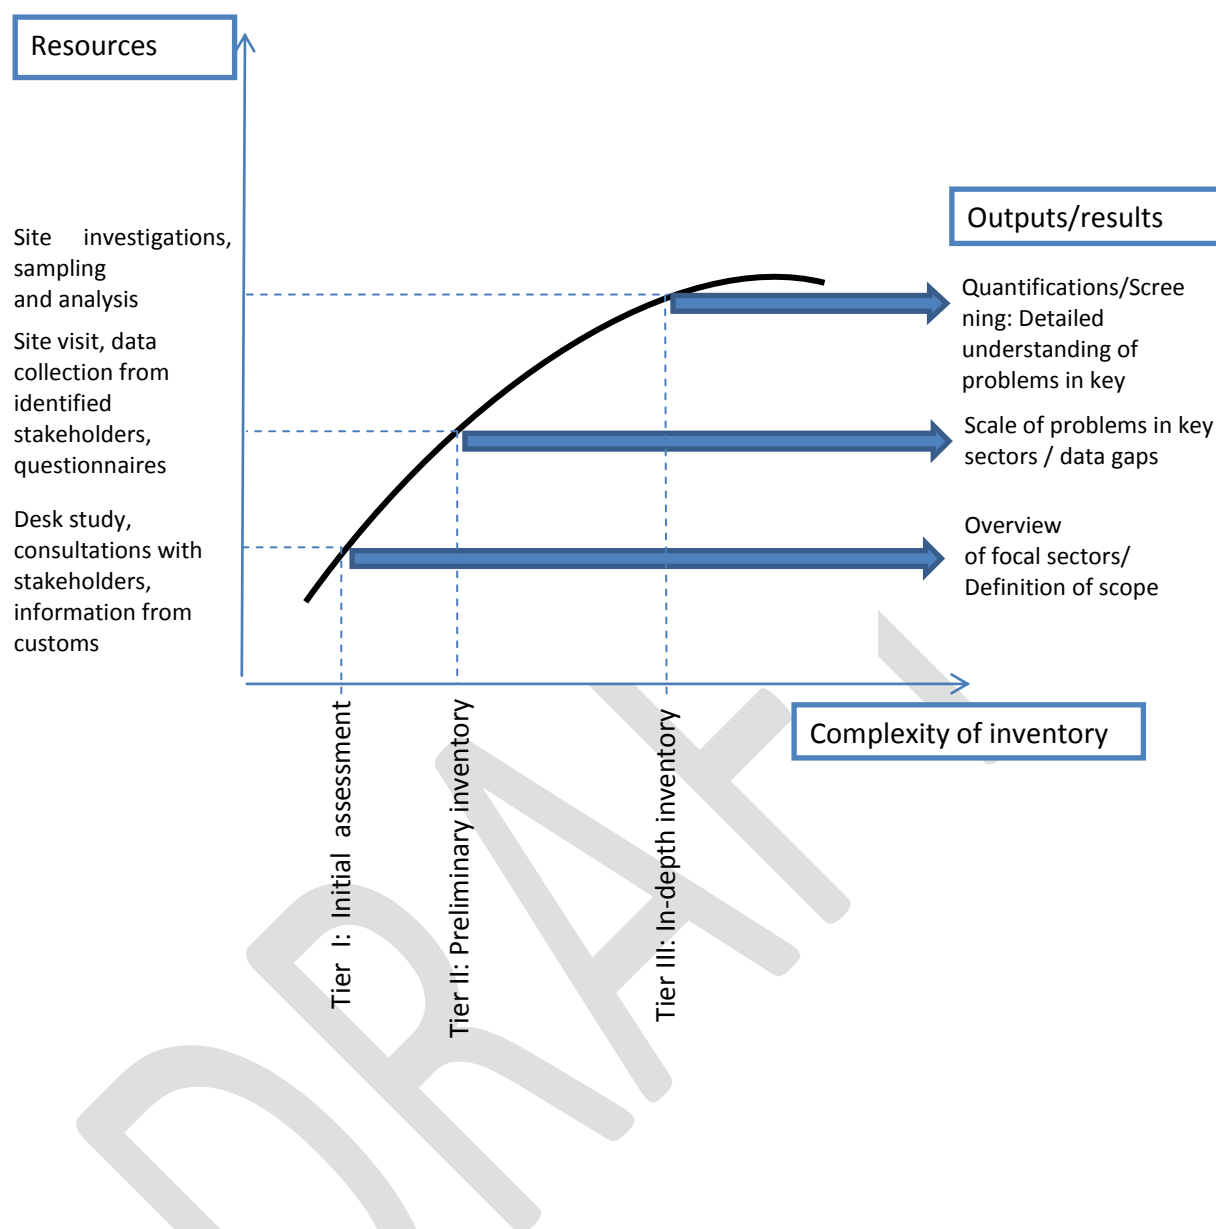 Resources
Outputs/results
Site investigations,
sampling
and analysis
Site visit, data
collection from
identified
stakeholders,
questionnaires
Desk study,
consultations with
stakeholders,
information from
customs
Quantifications/Scree
ning: Detailed
understanding of
problems in key
Scale of problems in key
sectors / data gaps
Overview
of focal sectors/
Definition of scope
Complexity of inventory
Tier I: Initial assessment
Tier II: Preliminary inventory
Tier III: In-depth inventory
DRAFT